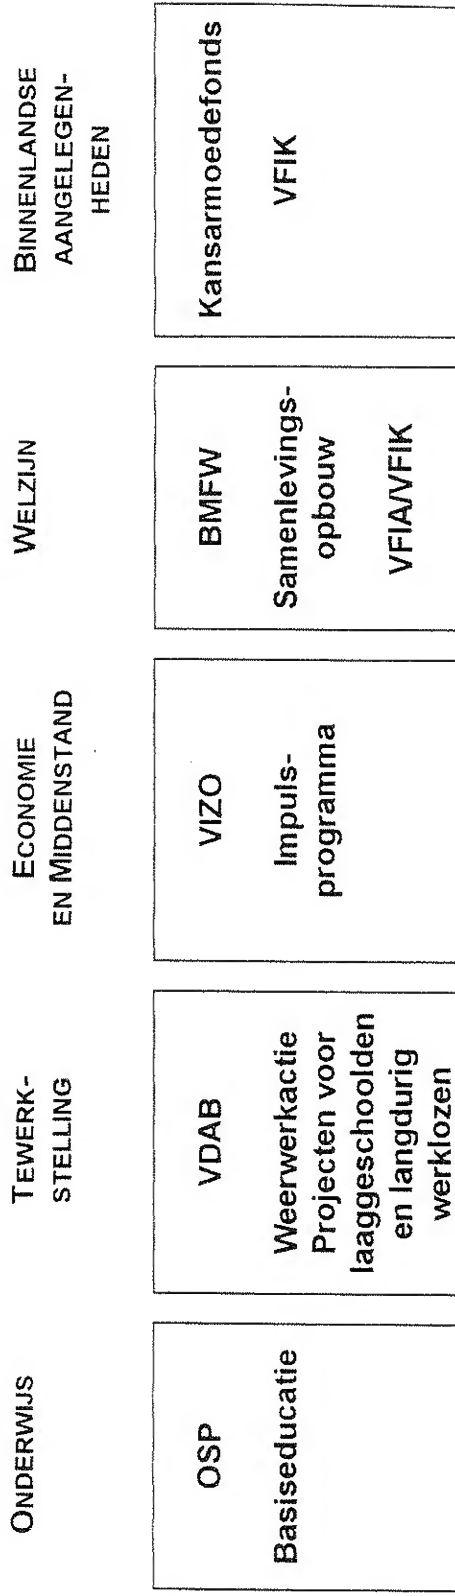 ONDERWIJS
OSP
Basiseducatie
TEWERK-
STELLING
VDAB
Weerwerkactie
Projecten voor
laaggeschoolden
en langdurig
werklozen
ECONOMIE
EN MIDDENSTAND
VIZO
Impuls-
programma
WELZIJN
BMFW
Samenlevings-
opbouw
VFIA/VFIK
BINNENLANDSE
AANGELEGEN-
HEDEN
Kansarmoedefonds
VFIK